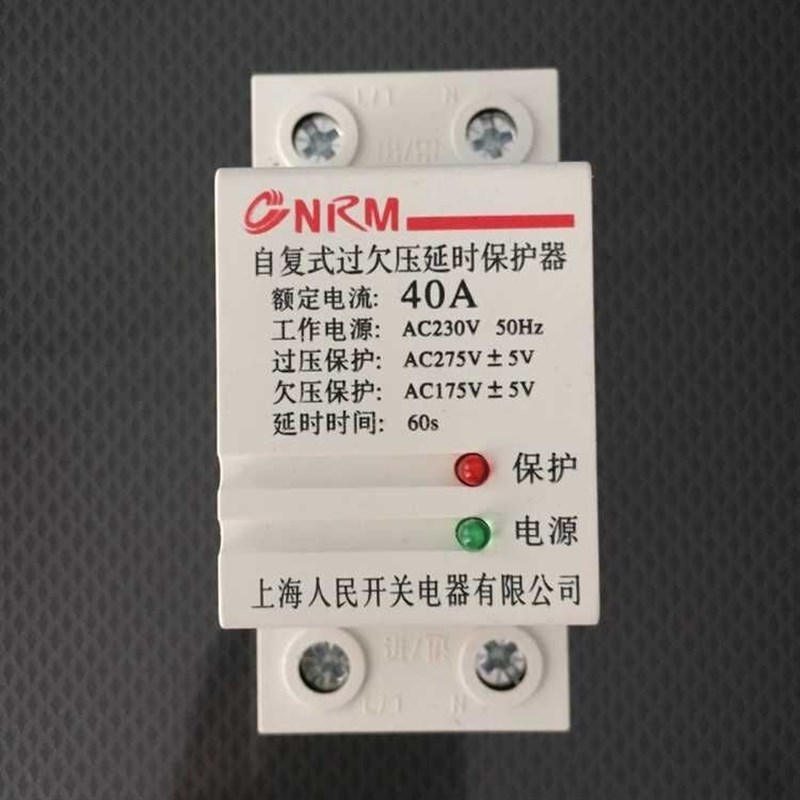 L/1 N
CNRM
自复式过欠压延时保护器
额定电流: 40A
工作电源: AC230V 50Hz
过压保护: AC275V±5V
欠压保护: AC175V±5V
延时时间: 60s
保护
电源
上海人民开关电器有限公司
L/1 N